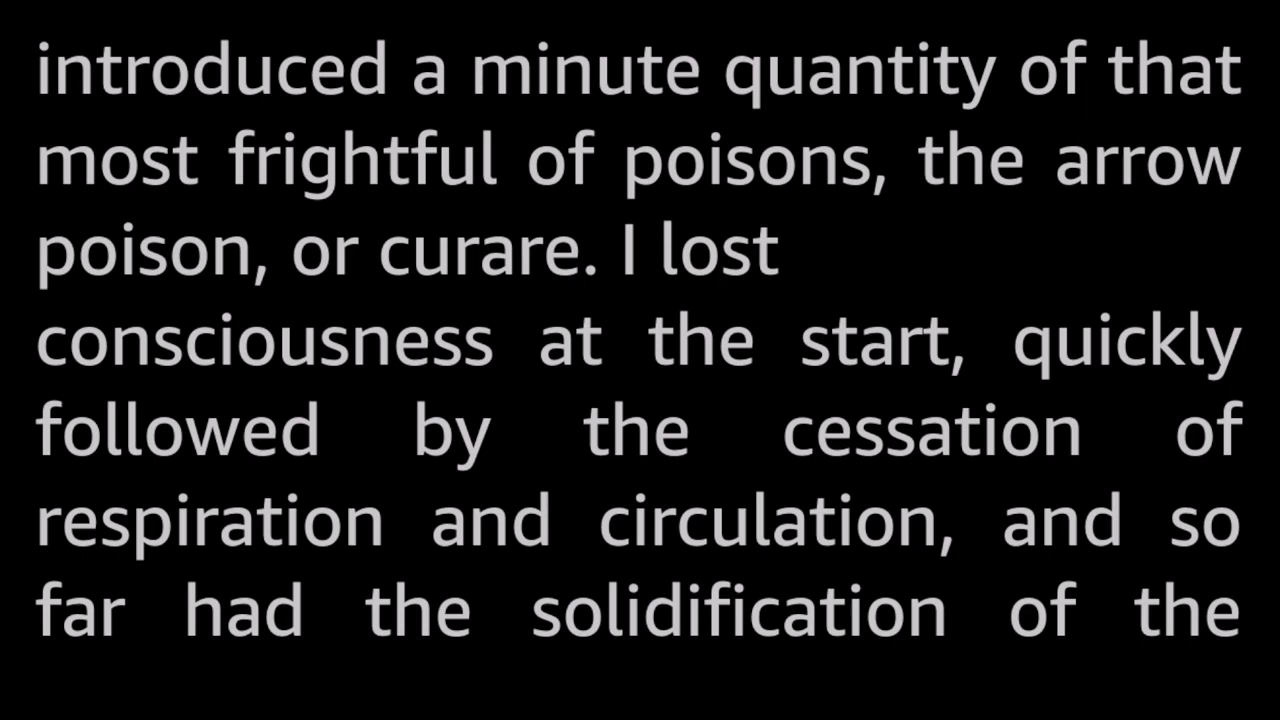 introduced a minute quantity of that
most frightful of poisons, the arrow
poison, or curare. I lost
consciousness at the start, quickly
followed by the cessation of
respiration and circulation, and so
far had the solidification of the